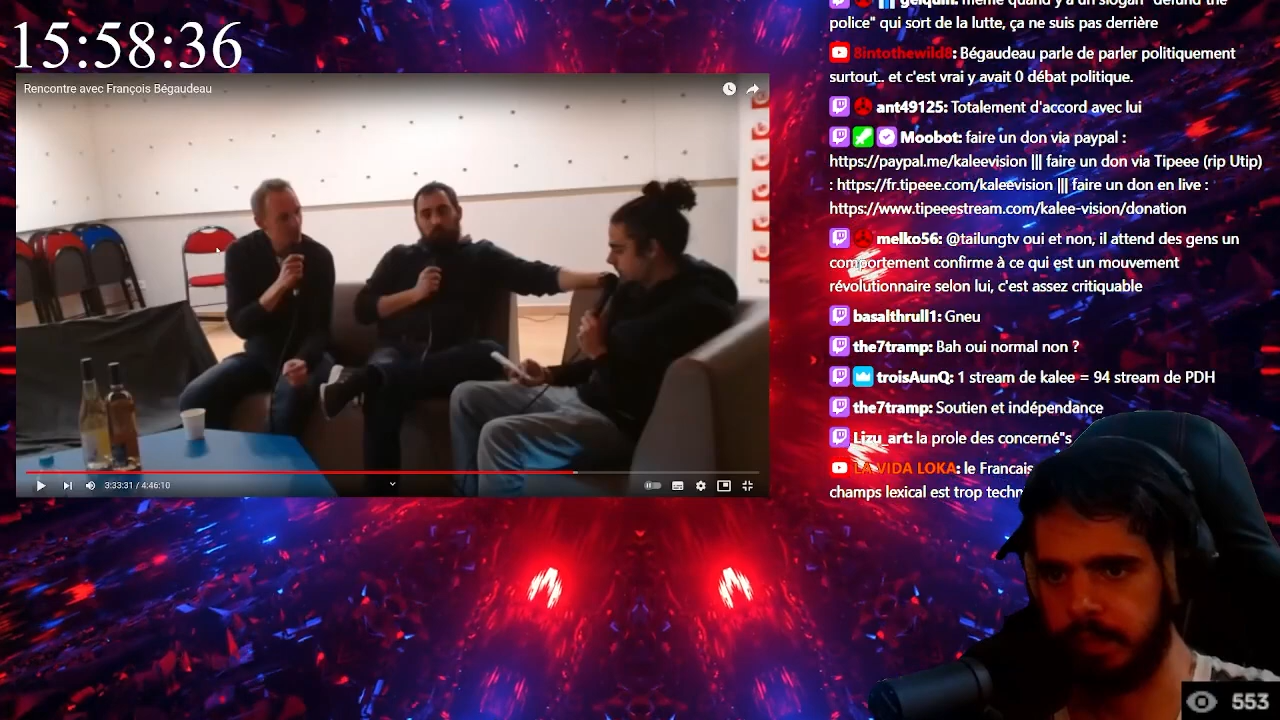 15:58:36
Rencontre avec François Bégaudeau
3:33:31 / 4:46:10
police" qui sort de la lutte, ça ne suis pas derrière
8intothewild8: Bégaudeau parle de parler politiquement
surtout.. et c'est vrai y avait 0 débat politique.
ant49125: Totalement d'accord avec lui
Moobot: faire un don via paypal :
https://paypal.me/kaleevision ||| faire un don via Tipeee (rip Utip)
: https://fr.tipeee.com/kaleevision ||| faire un don en live :
https://www.tipeeestream.com/kalee-vision/donation
melko56: @tailungtv oui et non, il attend des gens un
comportement confirme à ce qui est un mouvement
révolutionnaire selon lui, c'est assez critiquable
basalthrull1: Gneu
the7tramp: Bah oui normal non ?
troisAunQ: 1 stream de kalee = 94 stream de PDH
the7tramp: Soutien et indépendance
Lizu_art: la prole des concerné"s
LA VIDA LOKA: le Francais
champs lexical est trop
553